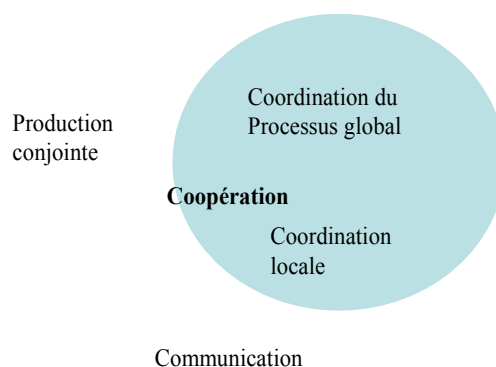 Coordination du
Processus global
Production
conjointe
Coopération
Coordination
locale
Communication